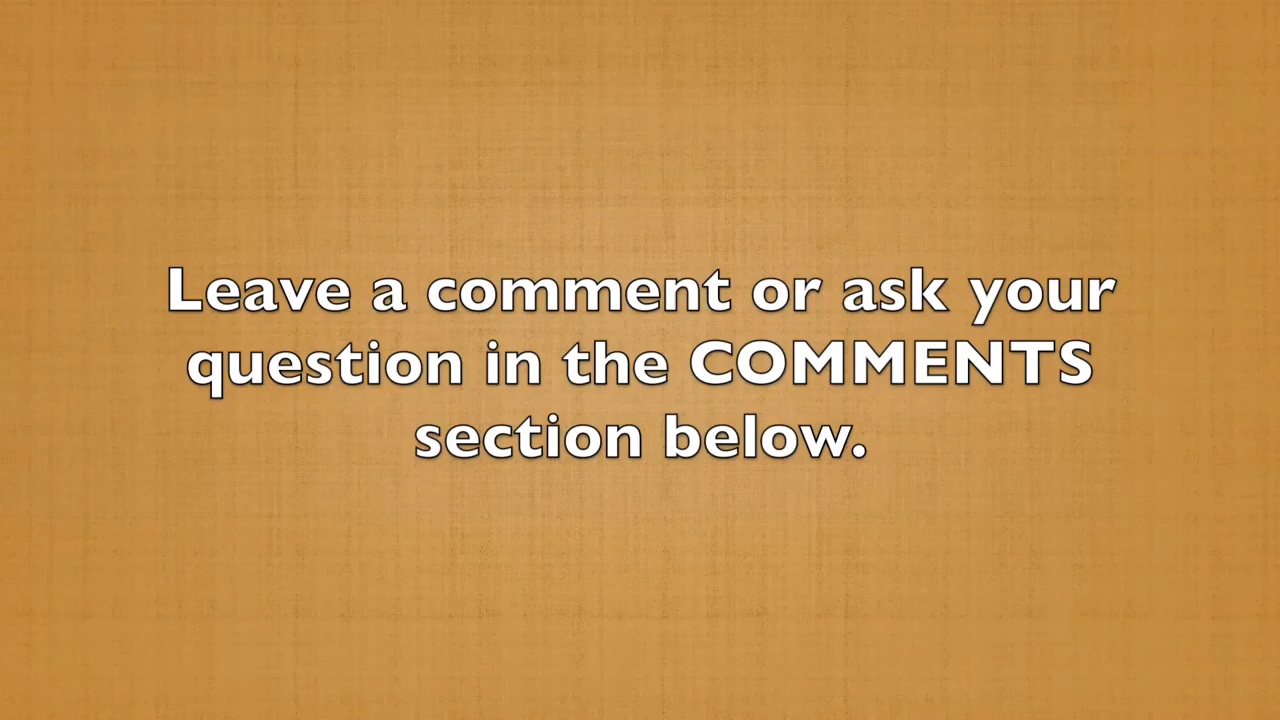 Leave a comment or ask your
question in the COMMENTS
section below.